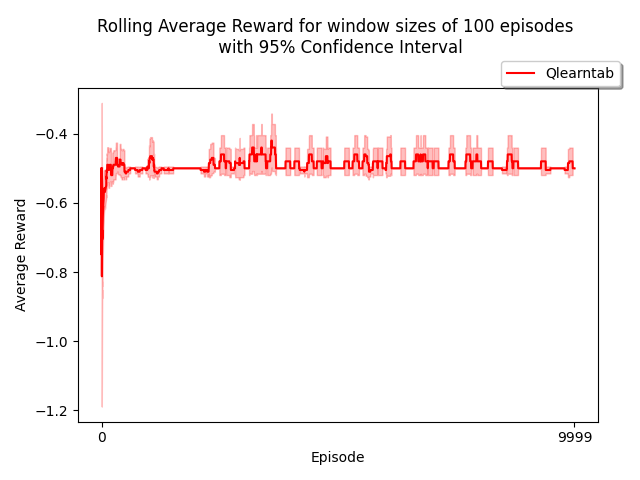 Rolling Average Reward for window sizes of 100 episodes
with 95% Confidence Interval
Qlearntab
Average Reward
−0.4
−0.6
−0.8
−1.0
−1.2
0
9999
Episode